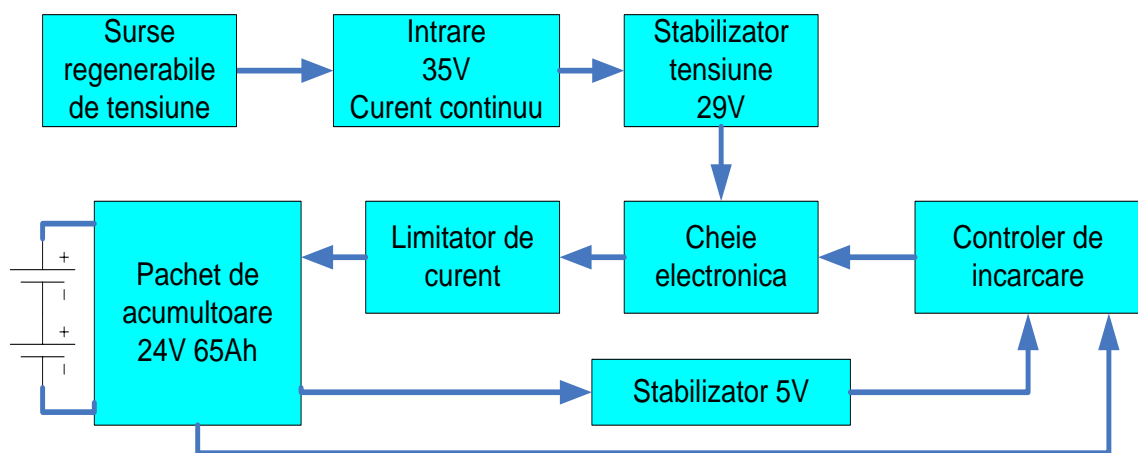 Surse
regenerabile
de tensiune
Intrare
35V
Curent continuu
Stabilizator
tensiune
29V
Pachet de
acumultoare
24V 65Ah
Limitator de
curent
Cheie
electronica
Controler de
incarcare
Stabilizator 5V
+
–
+
–